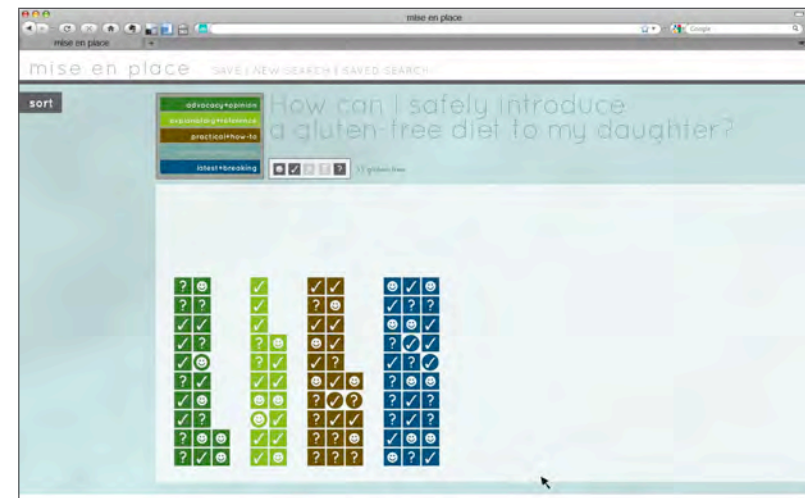 mise en place
Google
mise en place
mise en place SAVE | NEW SEARCH | SAVED SEARCH
sort
advocacy+opinion
explanatory+reference
practical+how-to
latest+breaking
How can I safely introduce
a gluten-free diet to my daughter?